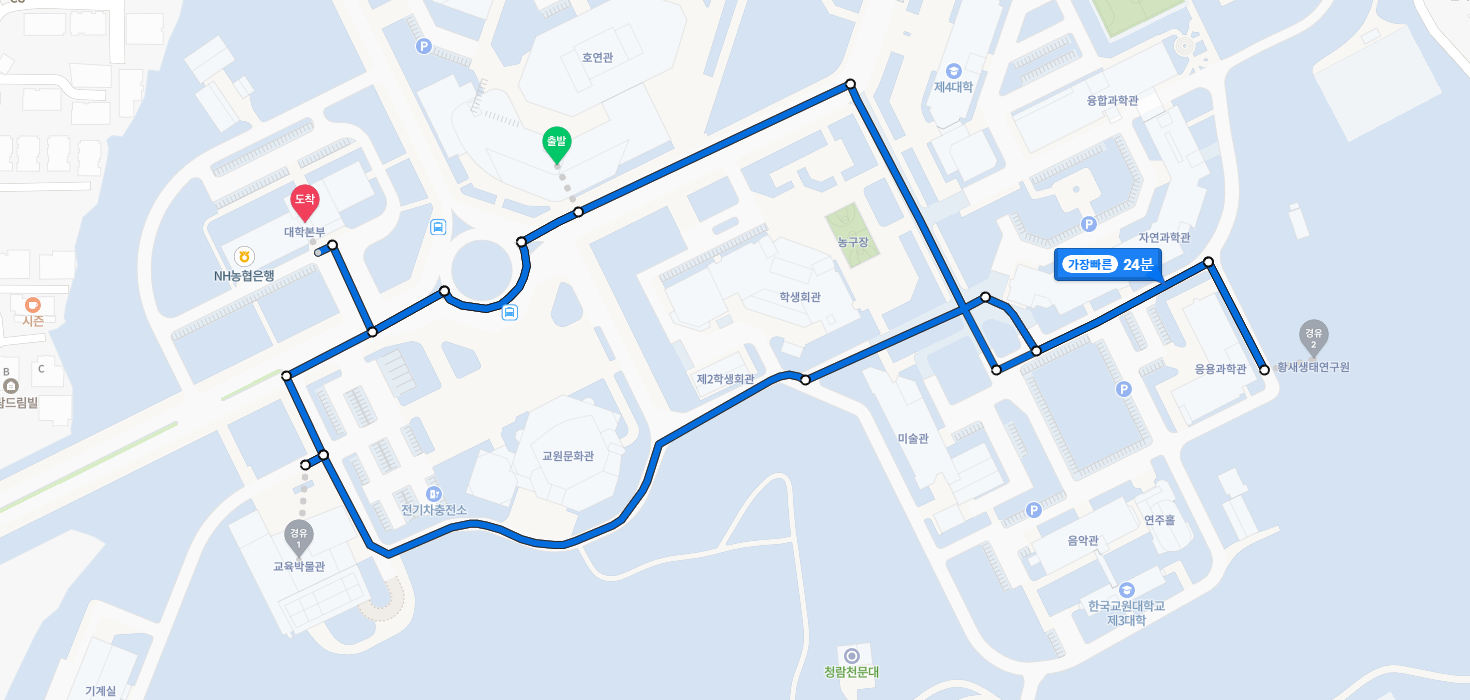 호연관
P
제4대학
융합과학관
출발
도착
대학본부
NH농협은행
농구장
P
자연과학관
가장빠른 24분
학생회관
시즌
경유
2
황새생태연구원
응용과학관
B
C
람드림빌
제2학생회관
P
미술관
교원문화관
전기차충전소
P
연주홀
음악관
경유
1
교육박물관
한국교원대학교
제3대학
청람천문대
기계실